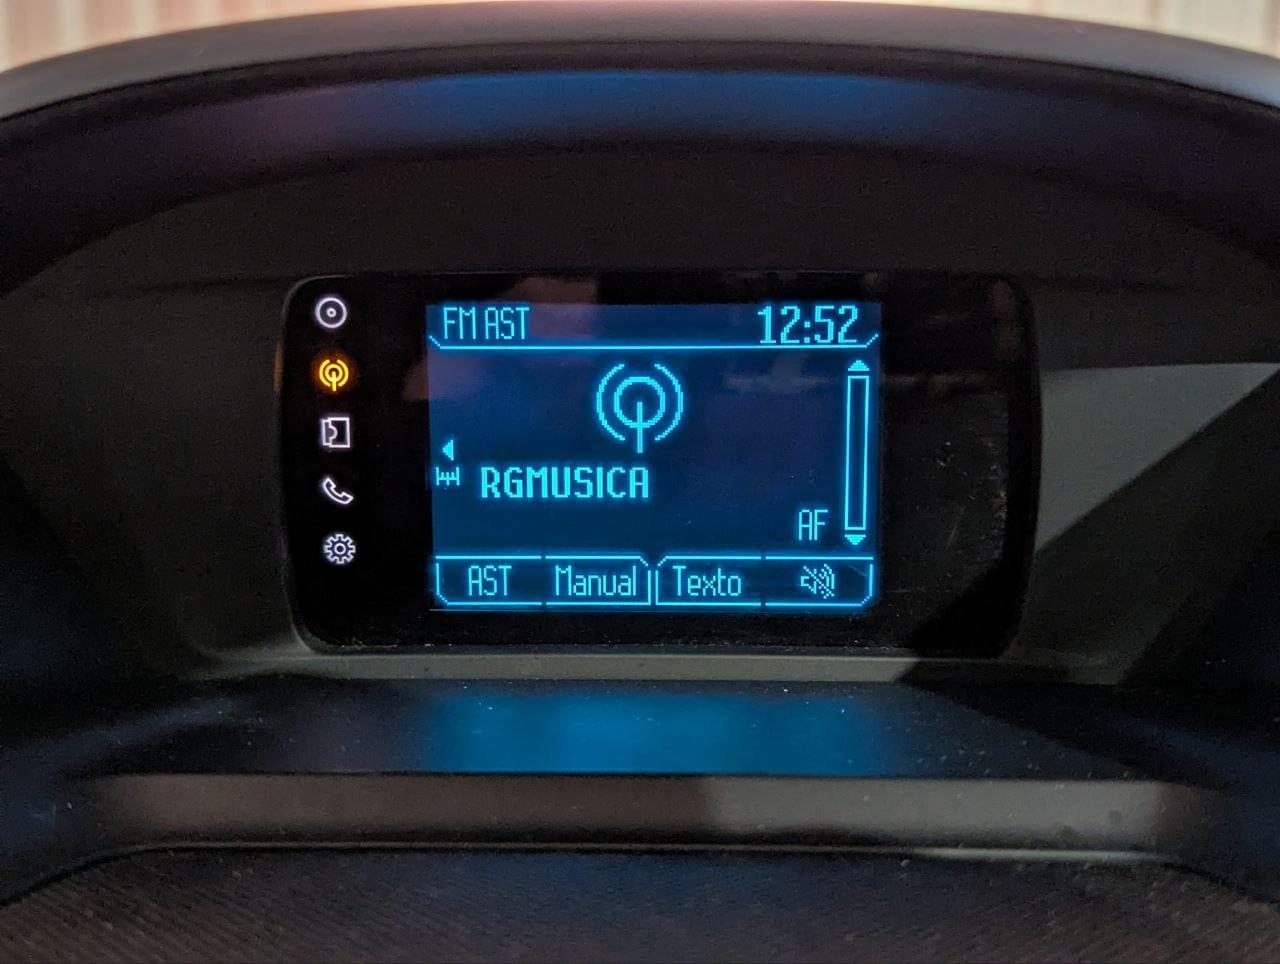 FM AST 12:52
RGMUSICA
AF
AST Manual Texto